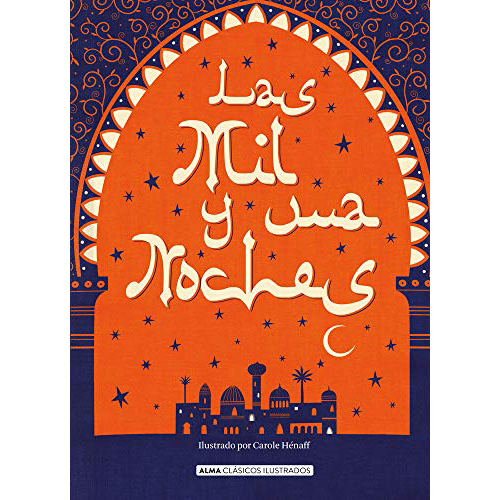 Las
Mil
y una
Noches
Ilustrado por Carole Hénaff
ALMA CLÁSICOS ILUSTRADOS